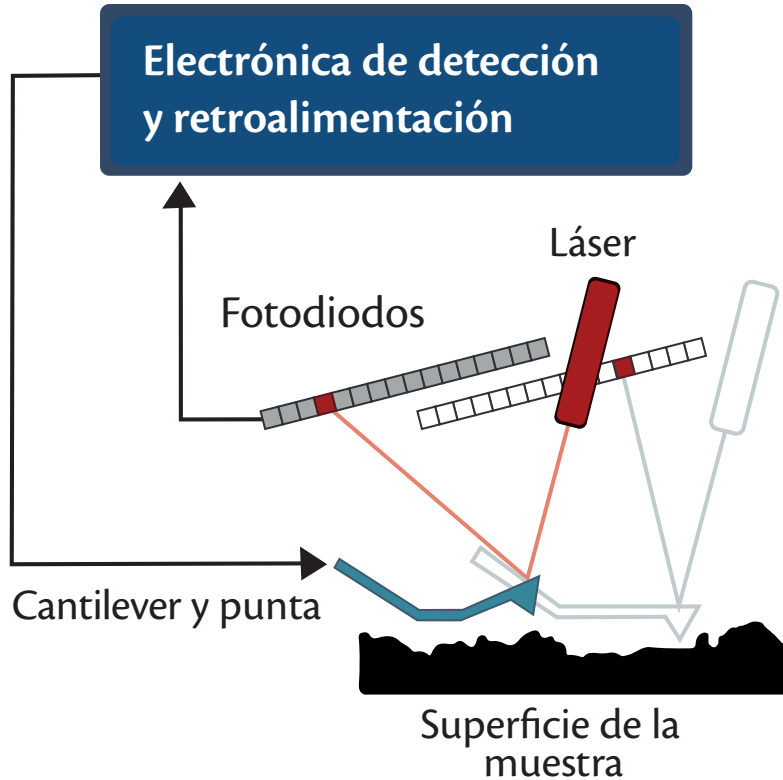 Electrónica de detección
y retroalimentación
Láser
Fotodiodos
Cantilever y punta
Superficie de la
muestra